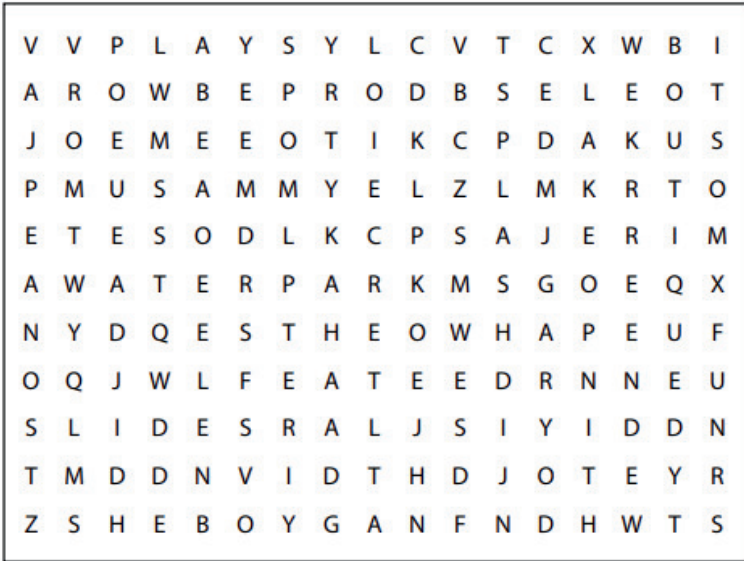 V V P L A Y S Y L C V T C X W B I
A R O W B E P R O D B S E L E O T
J O E M E E O T I K C P D A K U S
P M U S A M M Y E L Z L M K R T O
E T E S O D L K C P S A J E R I M
A W A T E R P A R K M S G O E Q X
N Y D Q E S T H E O W H A P E U F
O Q J W L F E A T E E D R N N E U
S L I D E S R A L J S I Y I D D N
T M D D N V I D T H D J O T E Y R
Z S H E B O Y G A N F N D H W T S